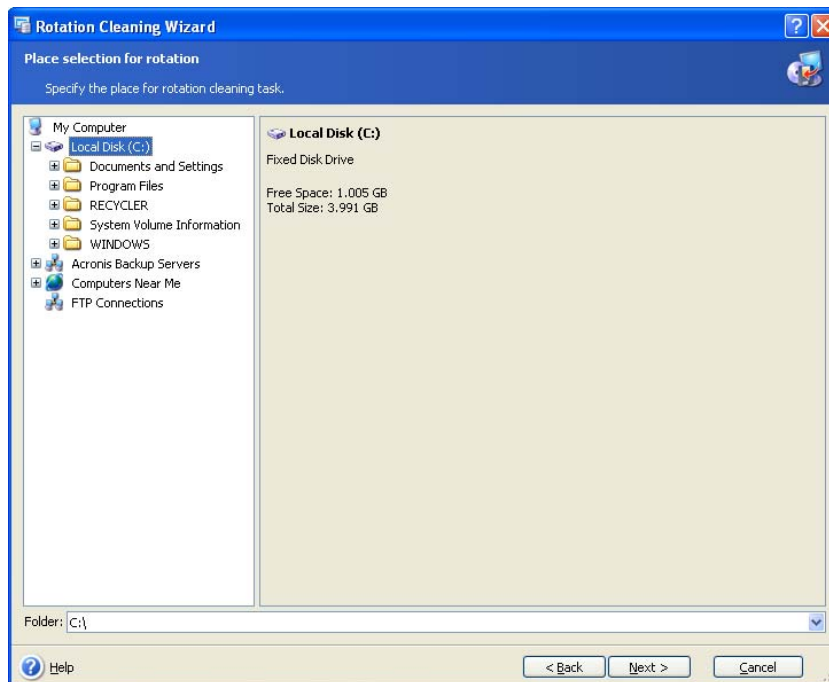 Rotation Cleaning Wizard
Place selection for rotation
Specify the place for rotation cleaning task.
My Computer
Local Disk (C:)
Documents and Settings
Program Files
RECYCLER
System Volume Information
WINDOWS
Acronis Backup Servers
Computers Near Me
FTP Connections
Local Disk (C:)
Fixed Disk Drive
Free Space: 1.005 GB
Total Size: 3.991 GB
Folder: C:\
Help
< Back
Next >
Cancel